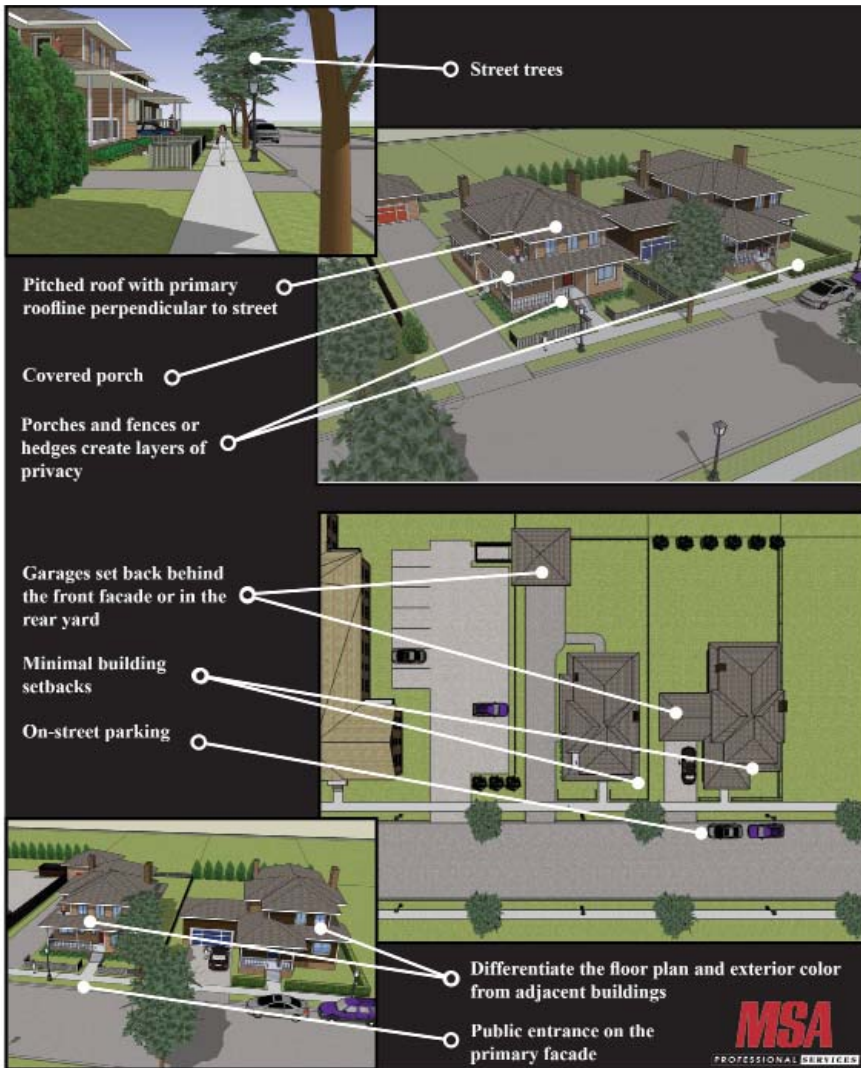 Street trees
Pitched roof with primary
roofline perpendicular to street
Covered porch
Porches and fences or
hedges create layers of
privacy
Garages set back behind
the front facade or in the
rear yard
Minimal building
setbacks
On-street parking
Differentiate the floor plan and exterior color
from adjacent buildings
Public entrance on the
primary facade
MSA
PROFESSIONAL SERVICES